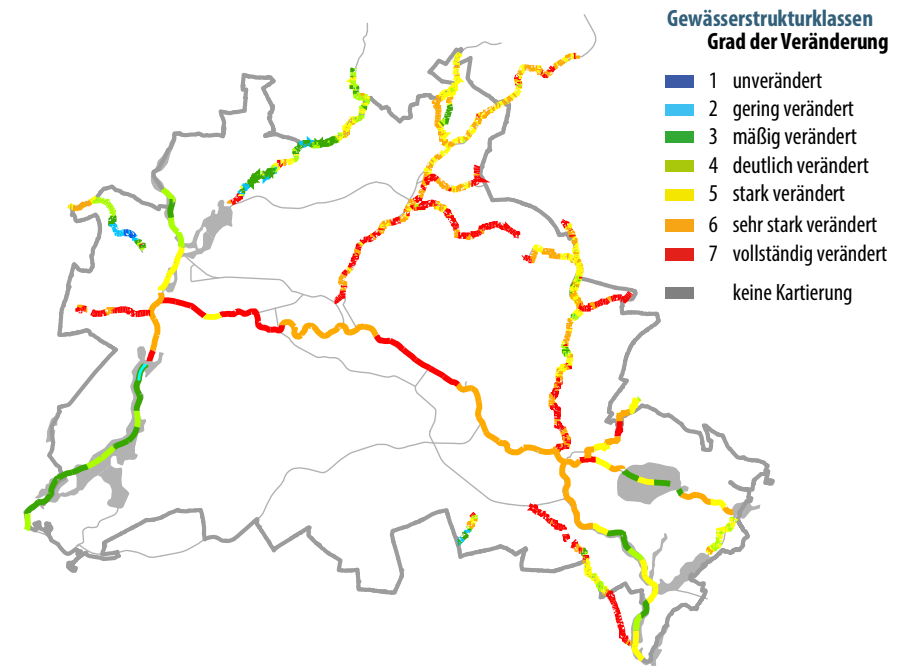 Gewässerstrukturklassen
Grad der Veränderung
1 unverändert
2 gering verändert
3 mäßig verändert
4 deutlich verändert
5 stark verändert
6 sehr stark verändert
7 vollständig verändert
keine Kartierung